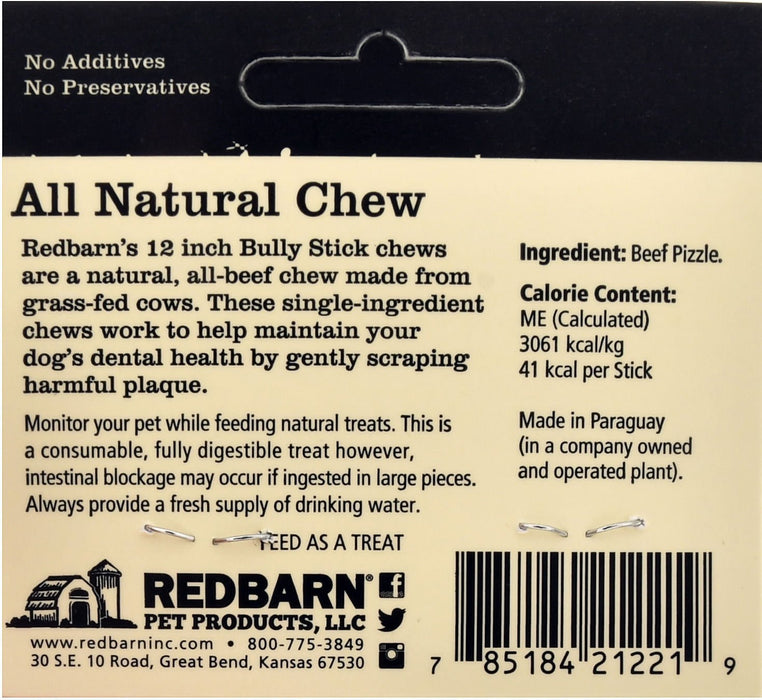 No Additives
No Preservatives
All Natural Chew
Redbarn's 12 inch Bully Stick chews
are a natural, all-beef chew made from
grass-fed cows. These single-ingredient
chews work to help maintain your
dog's dental health by gently scraping
harmful plaque.
Monitor your pet while feeding natural treats. This is
a consumable, fully digestible treat however,
intestinal blockage may occur if ingested in large pieces.
Always provide a fresh supply of drinking water.
FEED AS A TREAT
Ingredient: Beef Pizzle.
Calorie Content:
ME (Calculated)
3061 kcal/kg
41 kcal per Stick
Made in Paraguay
(in a company owned
and operated plant).
REDBARN®
PET PRODUCTS, LLC
www.redbarninc.com • 800-775-3849
30 S.E. 10 Road, Great Bend, Kansas 67530
7 85184 21221 9